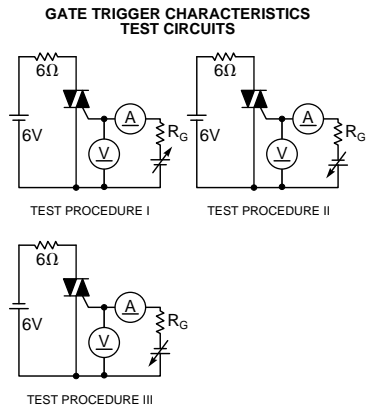 GATE TRIGGER CHARACTERISTICS
TEST CIRCUITS
6Ω
6V
A
V
RG
TEST PROCEDURE I
6Ω
6V
A
V
RG
TEST PROCEDURE II
6Ω
6V
A
V
RG
TEST PROCEDURE III